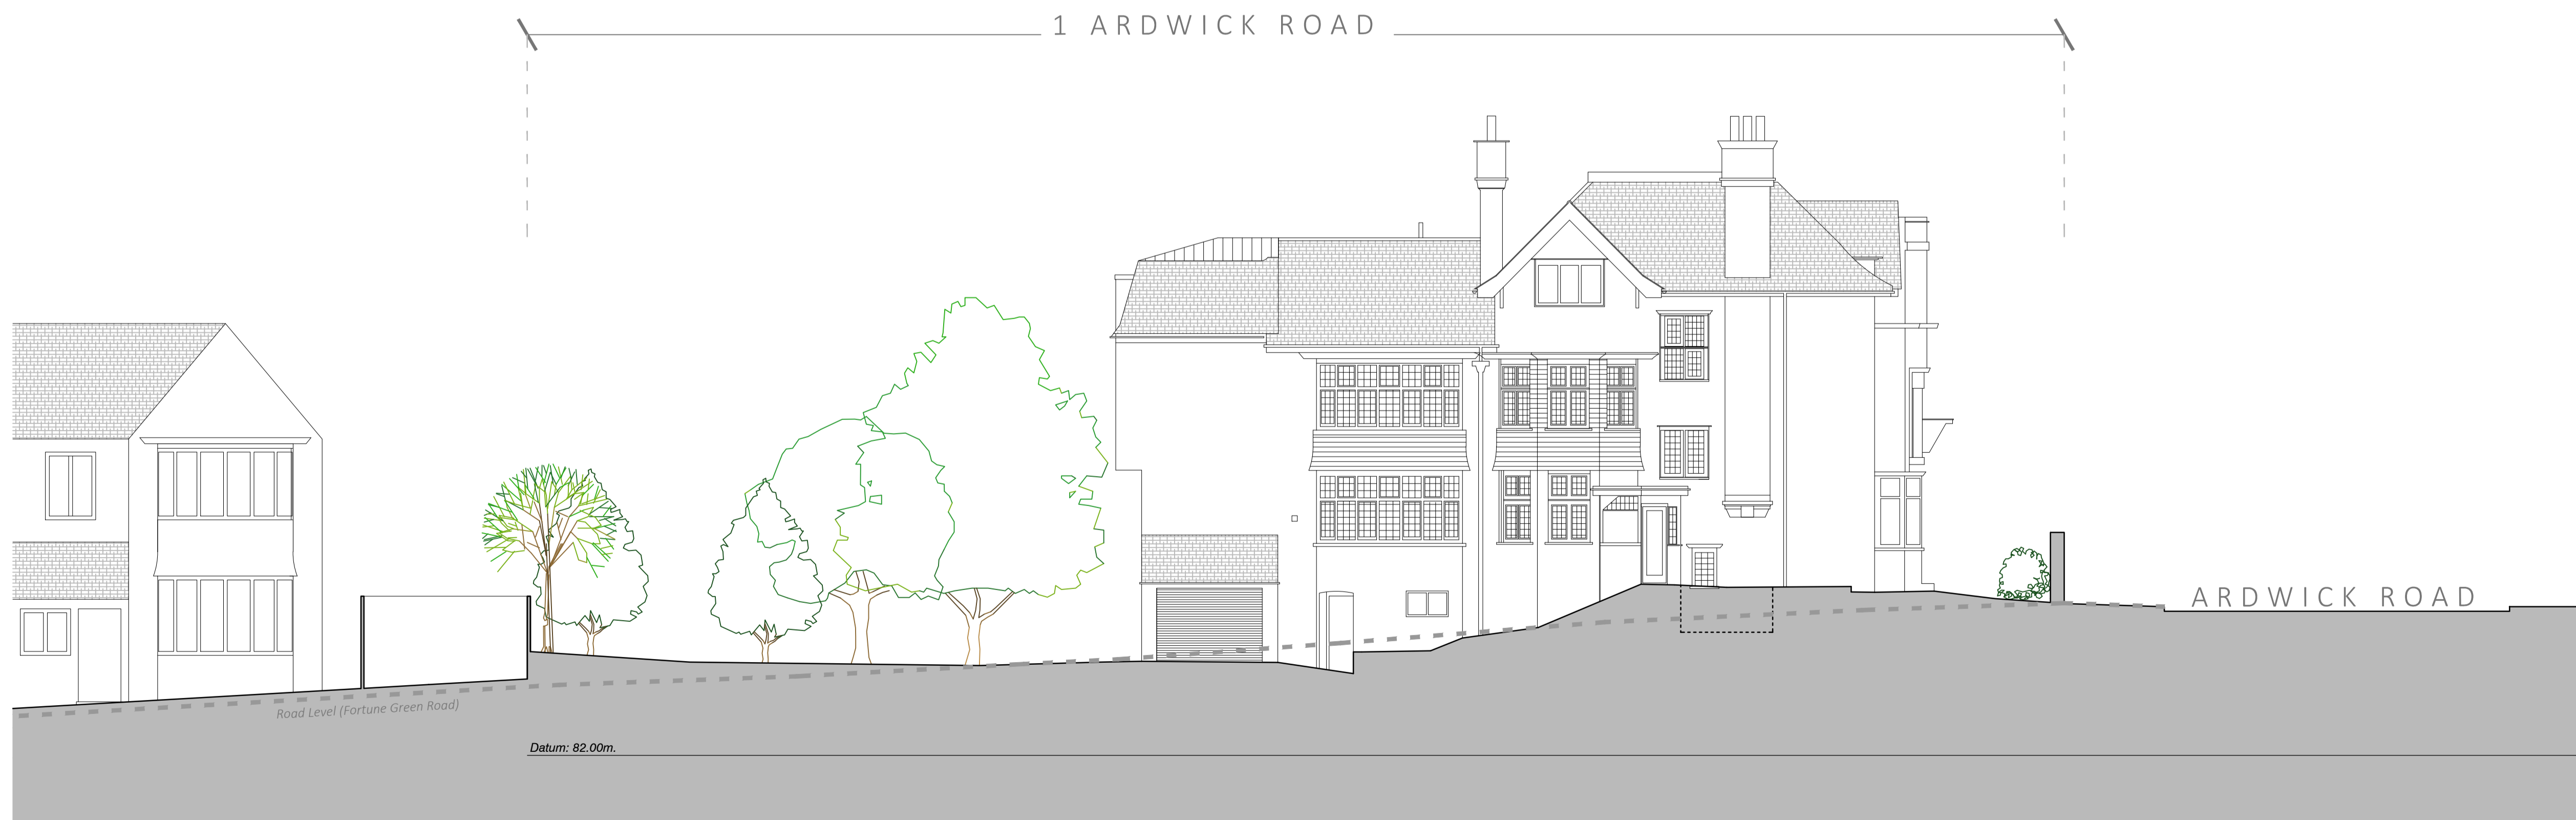 1 ARDWICK ROAD
ARDWICK ROAD
Road Level (Fortune Green Road)
Datum: 82.00m.